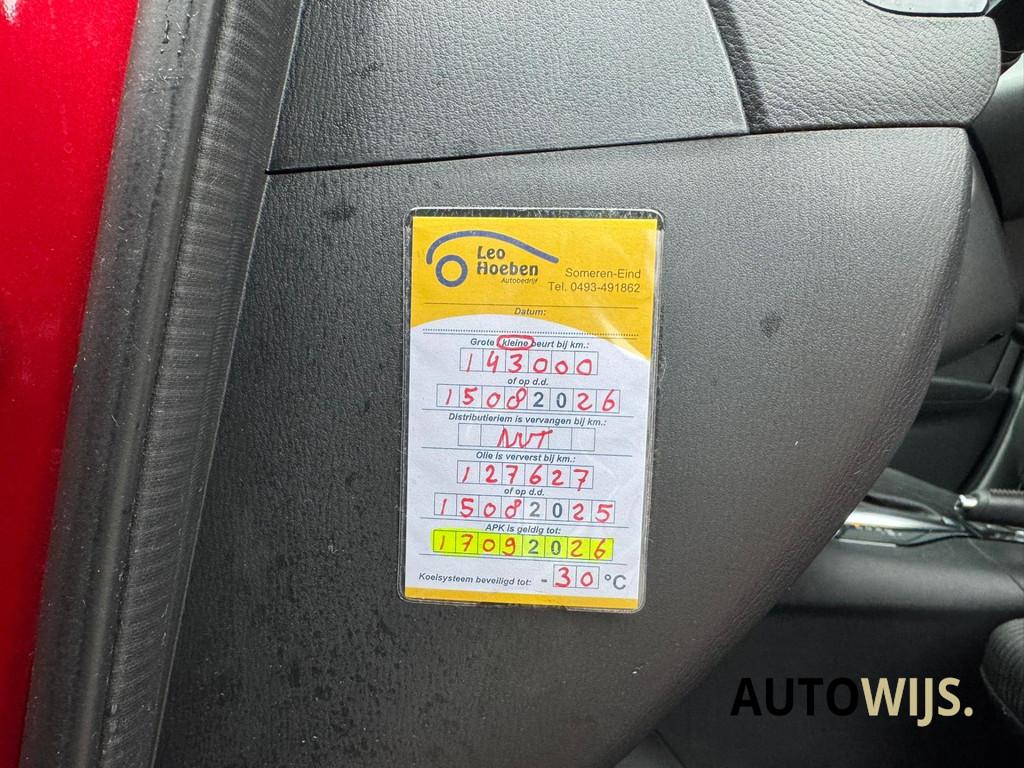 Leo
Hoeben
Autobedrijf
Someren-Eind
Tel. 0493-491862
Datum:
Grote / kleine beurt bij km.:
143000
of op d.d.
15082026
Distributieriem is vervangen bij km.:
NVT
Olie is ververst bij km.:
127627
of op d.d.
15082025
APK is geldig tot:
17092026
Koelsysteem beveiligd tot: - 30 °C
AUTOWIJS.